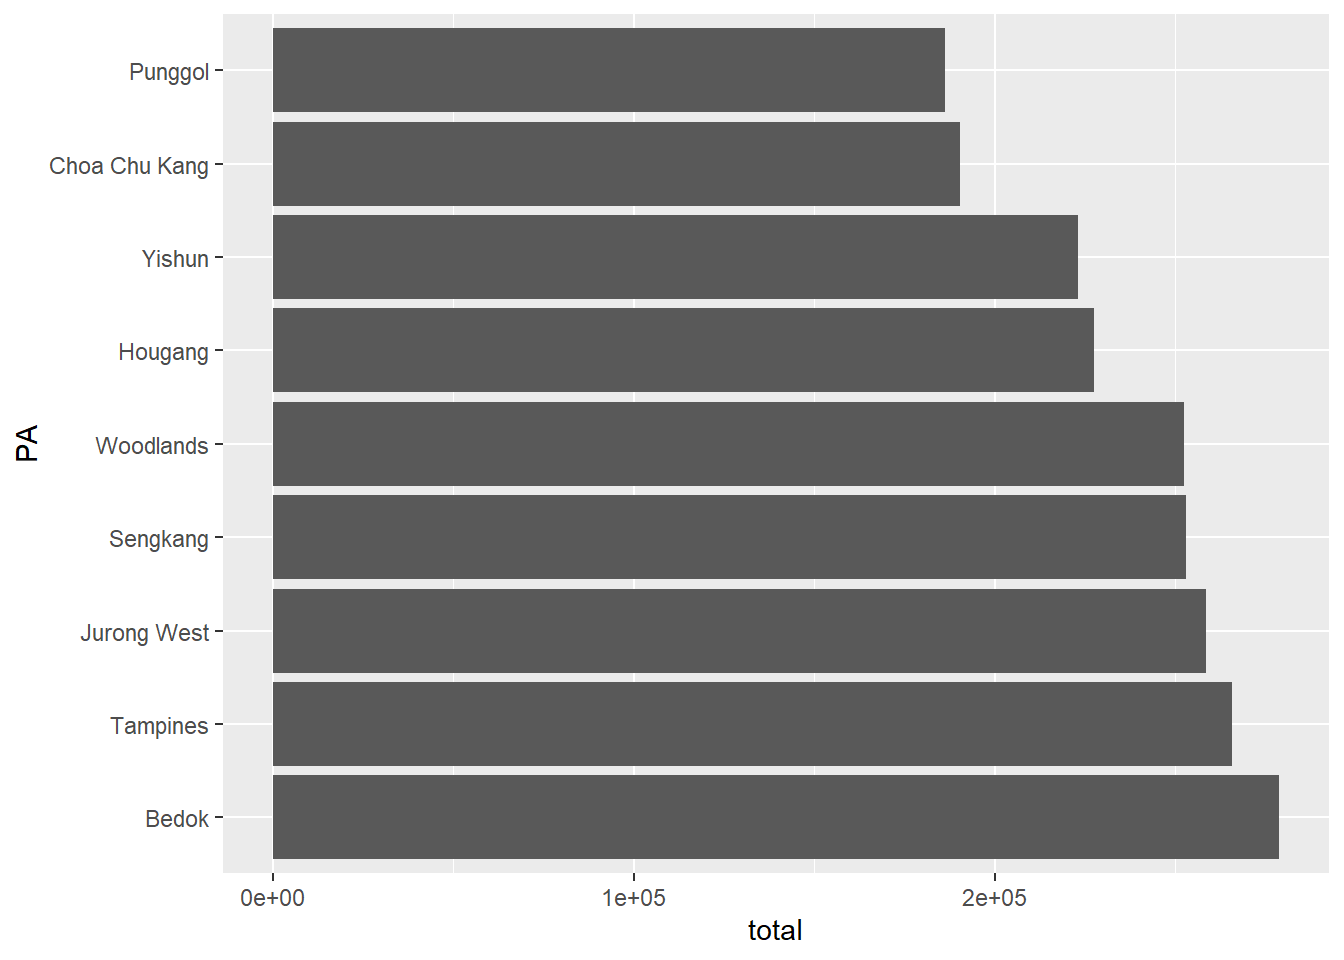 Punggol
Choa Chu Kang
Yishun
Hougang
Woodlands
Sengkang
Jurong West
Tampines
Bedok
PA
0e+00 1e+05 2e+05
total